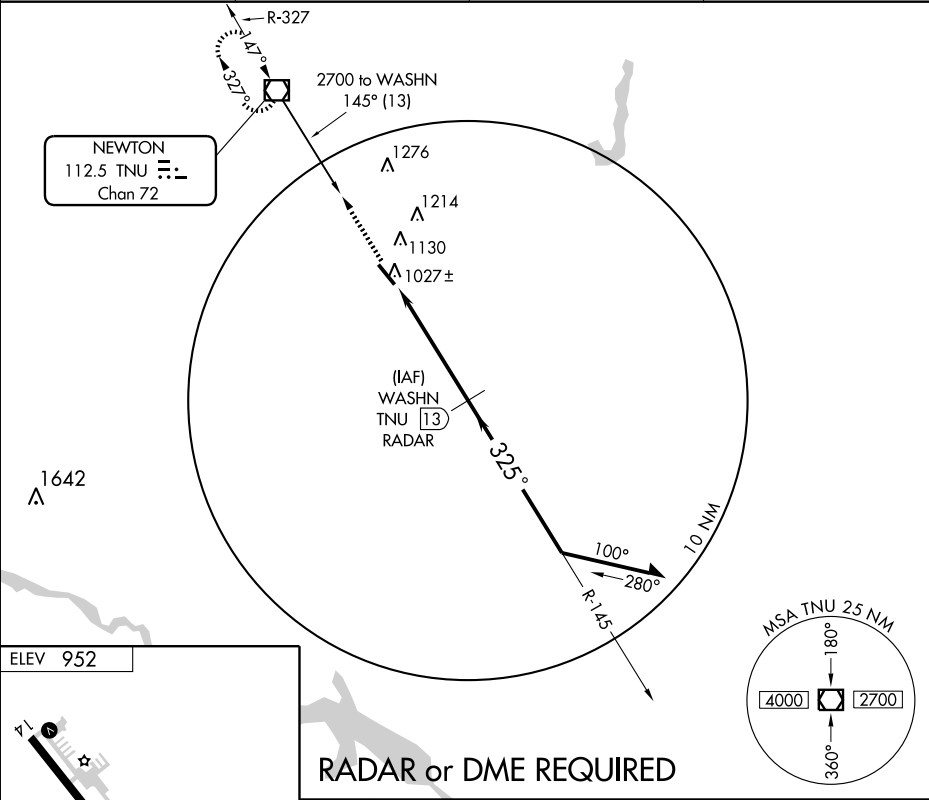 R-327
147°
327°
2700 to WASHN
145° (13)
NEWTON
112.5 TNU
Chan 72
1276
1214
1130
1027±
(IAF)
WASHN
TNU 13
RADAR
325°
1642
10 NM
100°
280°
R-145
MSA TNU 25 NM
180°
4000
2700
360°
ELEV 952
14
V
RADAR or DME REQUIRED